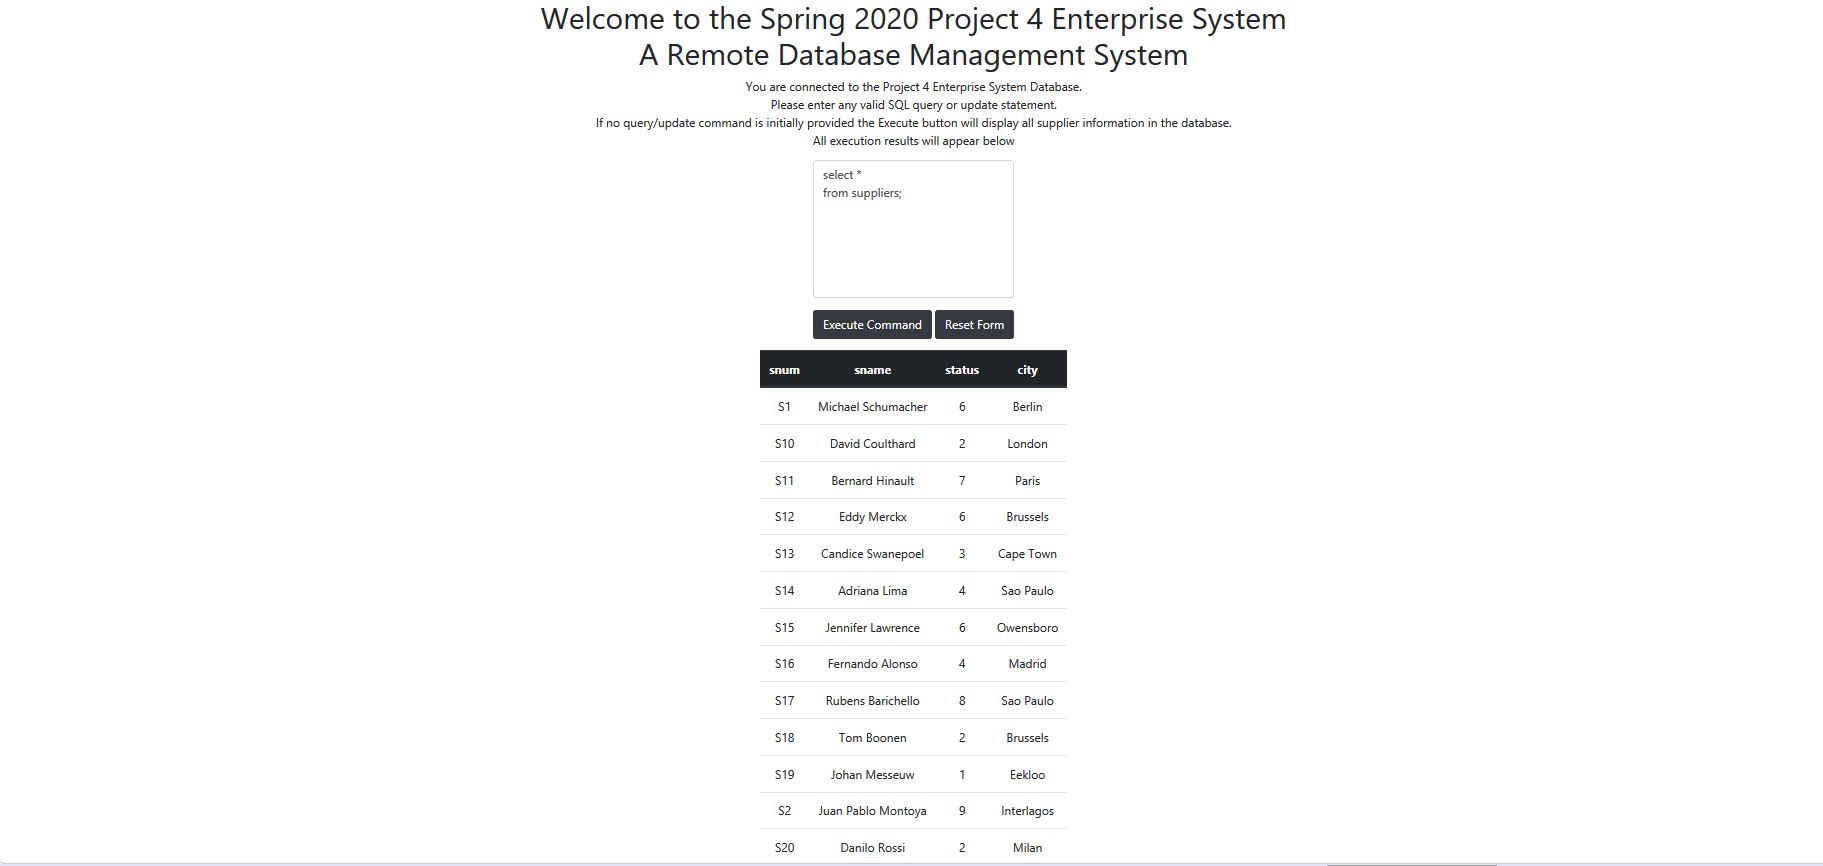 Welcome to the Spring 2020 Project 4 Enterprise System
A Remote Database Management System
You are connected to the Project 4 Enterprise System Database.
Please enter any valid SQL query or update statement.
If no query/update command is initially provided the Execute button will display all supplier information in the database.
All execution results will appear below
select *
from suppliers;
Execute Command Reset Form
snum sname status city
S1 Michael Schumacher 6 Berlin
S10 David Coulthard 2 London
S11 Bernard Hinault 7 Paris
S12 Eddy Merckx 6 Brussels
S13 Candice Swanepoel 3 Cape Town
S14 Adriana Lima 4 Sao Paulo
S15 Jennifer Lawrence 6 Owensboro
S16 Fernando Alonso 4 Madrid
S17 Rubens Barichello 8 Sao Paulo
S18 Tom Boonen 2 Brussels
S19 Johan Messeuw 1 Eekloo
S2 Juan Pablo Montoya 9 Interlagos
S20 Danilo Rossi 2 Milan